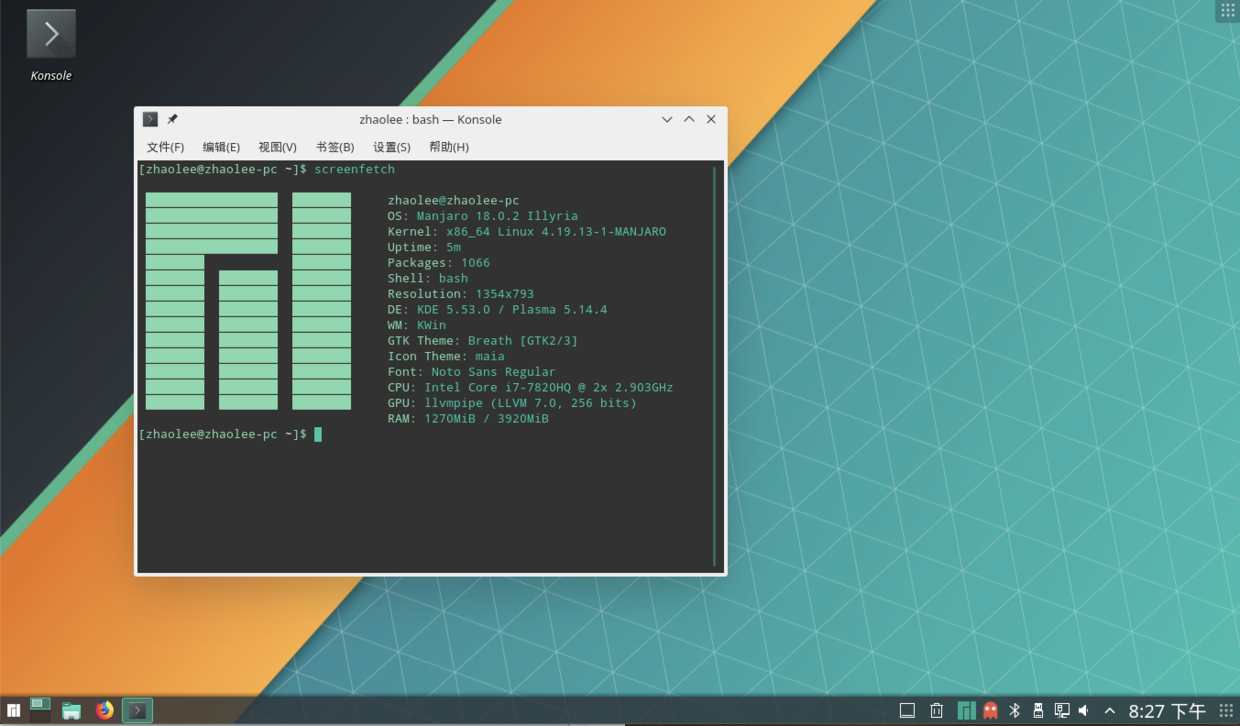 Konsole
zhaolee : bash — Konsole
文件(F) 编辑(E) 视图(V) 书签(B) 设置(S) 帮助(H)
[zhaolee@zhaolee-pc ~]$ screenfetch
zhaolee@zhaolee-pc
OS: Manjaro 18.0.2 Illyria
Kernel: x86_64 Linux 4.19.13-1-MANJARO
Uptime: 5m
Packages: 1066
Shell: bash
Resolution: 1354x793
DE: KDE 5.53.0 / Plasma 5.14.4
WM: KWin
GTK Theme: Breath [GTK2/3]
Icon Theme: maia
Font: Noto Sans Regular
CPU: Intel Core i7-7820HQ @ 2x 2.903GHz
GPU: llvmpipe (LLVM 7.0, 256 bits)
RAM: 1270MiB / 3920MiB
[zhaolee@zhaolee-pc ~]$
8:27 下午